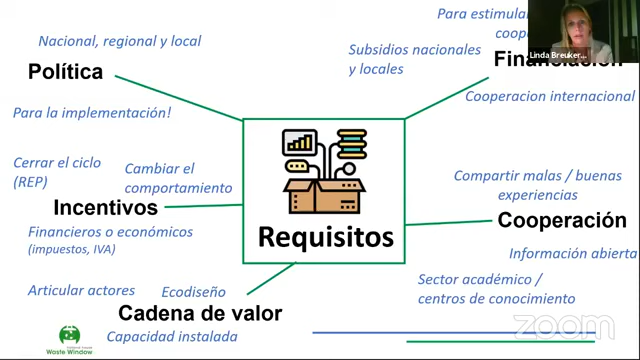 Nacional, regional y local
Política
Para la implementación!
Cerrar el ciclo
(REP)
Cambiar el
comportamiento
Incentivos
Financieros o económicos
(impuestos, IVA)
Articular actores
Ecodiseño
Cadena de valor
Capacidad instalada
Requisitos
Para estimular
Subsidios nacionales
y locales
Financiación
Cooperacion internacional
Compartir malas / buenas
experiencias
Cooperación
Información abierta
Sector académico /
centros de conocimiento
Linda Breuker...
Waste Window
zoom